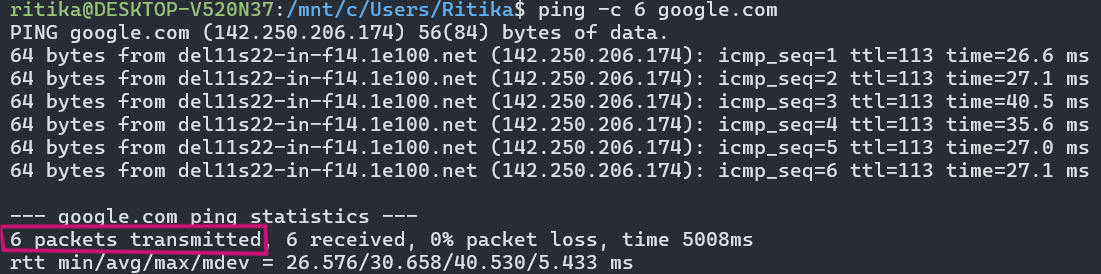 ritika@DESKTOP-V520N37:/mnt/c/Users/Ritika$ ping -c 6 google.com
PING google.com (142.250.206.174) 56(84) bytes of data.
64 bytes from del11s22-in-f14.1e100.net (142.250.206.174): icmp_seq=1 ttl=113 time=26.6 ms
64 bytes from del11s22-in-f14.1e100.net (142.250.206.174): icmp_seq=2 ttl=113 time=27.1 ms
64 bytes from del11s22-in-f14.1e100.net (142.250.206.174): icmp_seq=3 ttl=113 time=40.5 ms
64 bytes from del11s22-in-f14.1e100.net (142.250.206.174): icmp_seq=4 ttl=113 time=35.6 ms
64 bytes from del11s22-in-f14.1e100.net (142.250.206.174): icmp_seq=5 ttl=113 time=27.0 ms
64 bytes from del11s22-in-f14.1e100.net (142.250.206.174): icmp_seq=6 ttl=113 time=27.1 ms
--- google.com ping statistics ---
6 packets transmitted, 6 received, 0% packet loss, time 5008ms
rtt min/avg/max/mdev = 26.576/30.658/40.530/5.433 ms